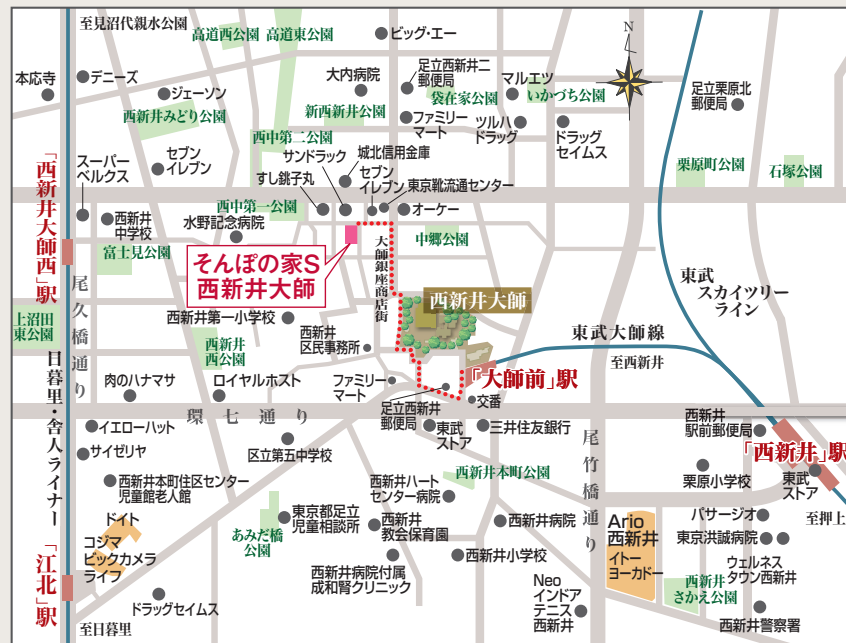 至見沼代親水公園
高道西公園
高道東公園
ビッグ・エー
N
本応寺
デニーズ
ジェーソン
大内病院
足立西新井二
郵便局
マルエツ
足立栗原北
郵便局
西新井みどり公園
新西新井公園
袋在家公園
いかづち公園
ファミリー
マート
ツルハ
ドラッグ
ドラッグ
セイムス
西中第二公園
サンドラック
城北信用金庫
スーパー
ベルクス
セブン
イレブン
すし銚子丸
セブン
イレブン
東京靴流通センター
栗原町公園
石塚公園
「西新井大師西」駅
西新井
中学校
西中第一公園
水野記念病院
オーケー
中郷公園
富士見公園
そんぽの家S
西新井大師
大師銀座商店街
西新井大師
東武
スカイツリー
ライン
尾久橋通り
上沼田
東公園
西新井第一小学校
西新井
区民事務所
西新井
西公園
東武大師線
至西新井
日暮里・舎人ライナー
肉のハナマサ
ロイヤルホスト
ファミリー
マート
「大師前」駅
交番
環七通り
足立西新井
郵便局
東武
ストア
三井住友銀行
尾竹橋通り
西新井
駅前郵便局
イエローハット
サイゼリヤ
区立第五中学校
「西新井」駅
東武
ストア
栗原小学校
西新井本町住区センター
児童館老人館
西新井ハート
センター病院
西新井本町公園
ドイト
コジマ
ビックカメラ
ライフ
あみだ橋
公園
東京都足立
児童相談所
西新井
教会保育園
西新井病院
Ario
西新井
イトー
ヨーカドー
パサージオ
至押上
東京洪誠病院
ウェルネス
タウン西新井
「江北」駅
西新井病院付属
成和腎クリニック
西新井小学校
Neo
インドア
テニス
西新井
西新井
さかえ公園
ドラッグセイムス
西新井警察署
至日暮里